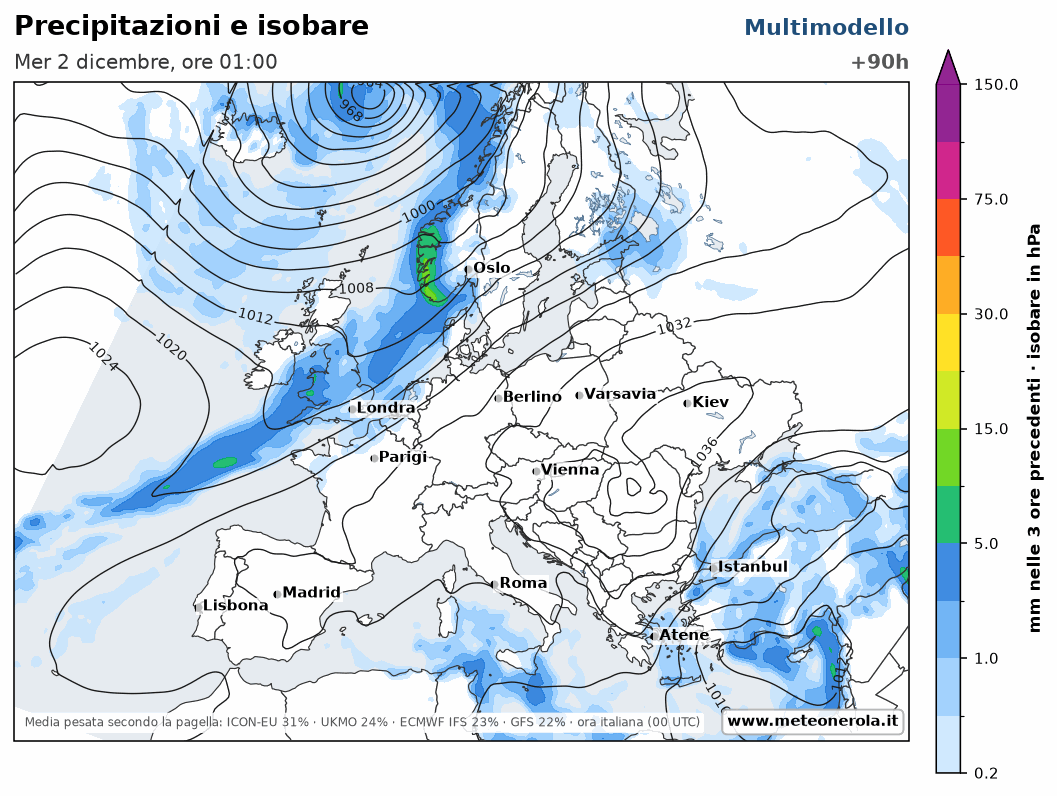 Precipitazioni e isobare
Multimodello
Mer 2 dicembre, ore 01:00
+90h
968
1000
1008
1012
1020
1024
1032
1036
1016
1012
Oslo
Londra
Berlino
Varsavia
Kiev
Parigi
Vienna
Istanbul
Roma
Madrid
Lisbona
Atene
Media pesata secondo la pagella: ICON-EU 31% · UKMO 24% · ECMWF IFS 23% · GFS 22% · ora italiana (00 UTC)
www.meteonerola.it
150.0
75.0
30.0
15.0
5.0
1.0
0.2
mm nelle 3 ore precedenti · isobare in hPa